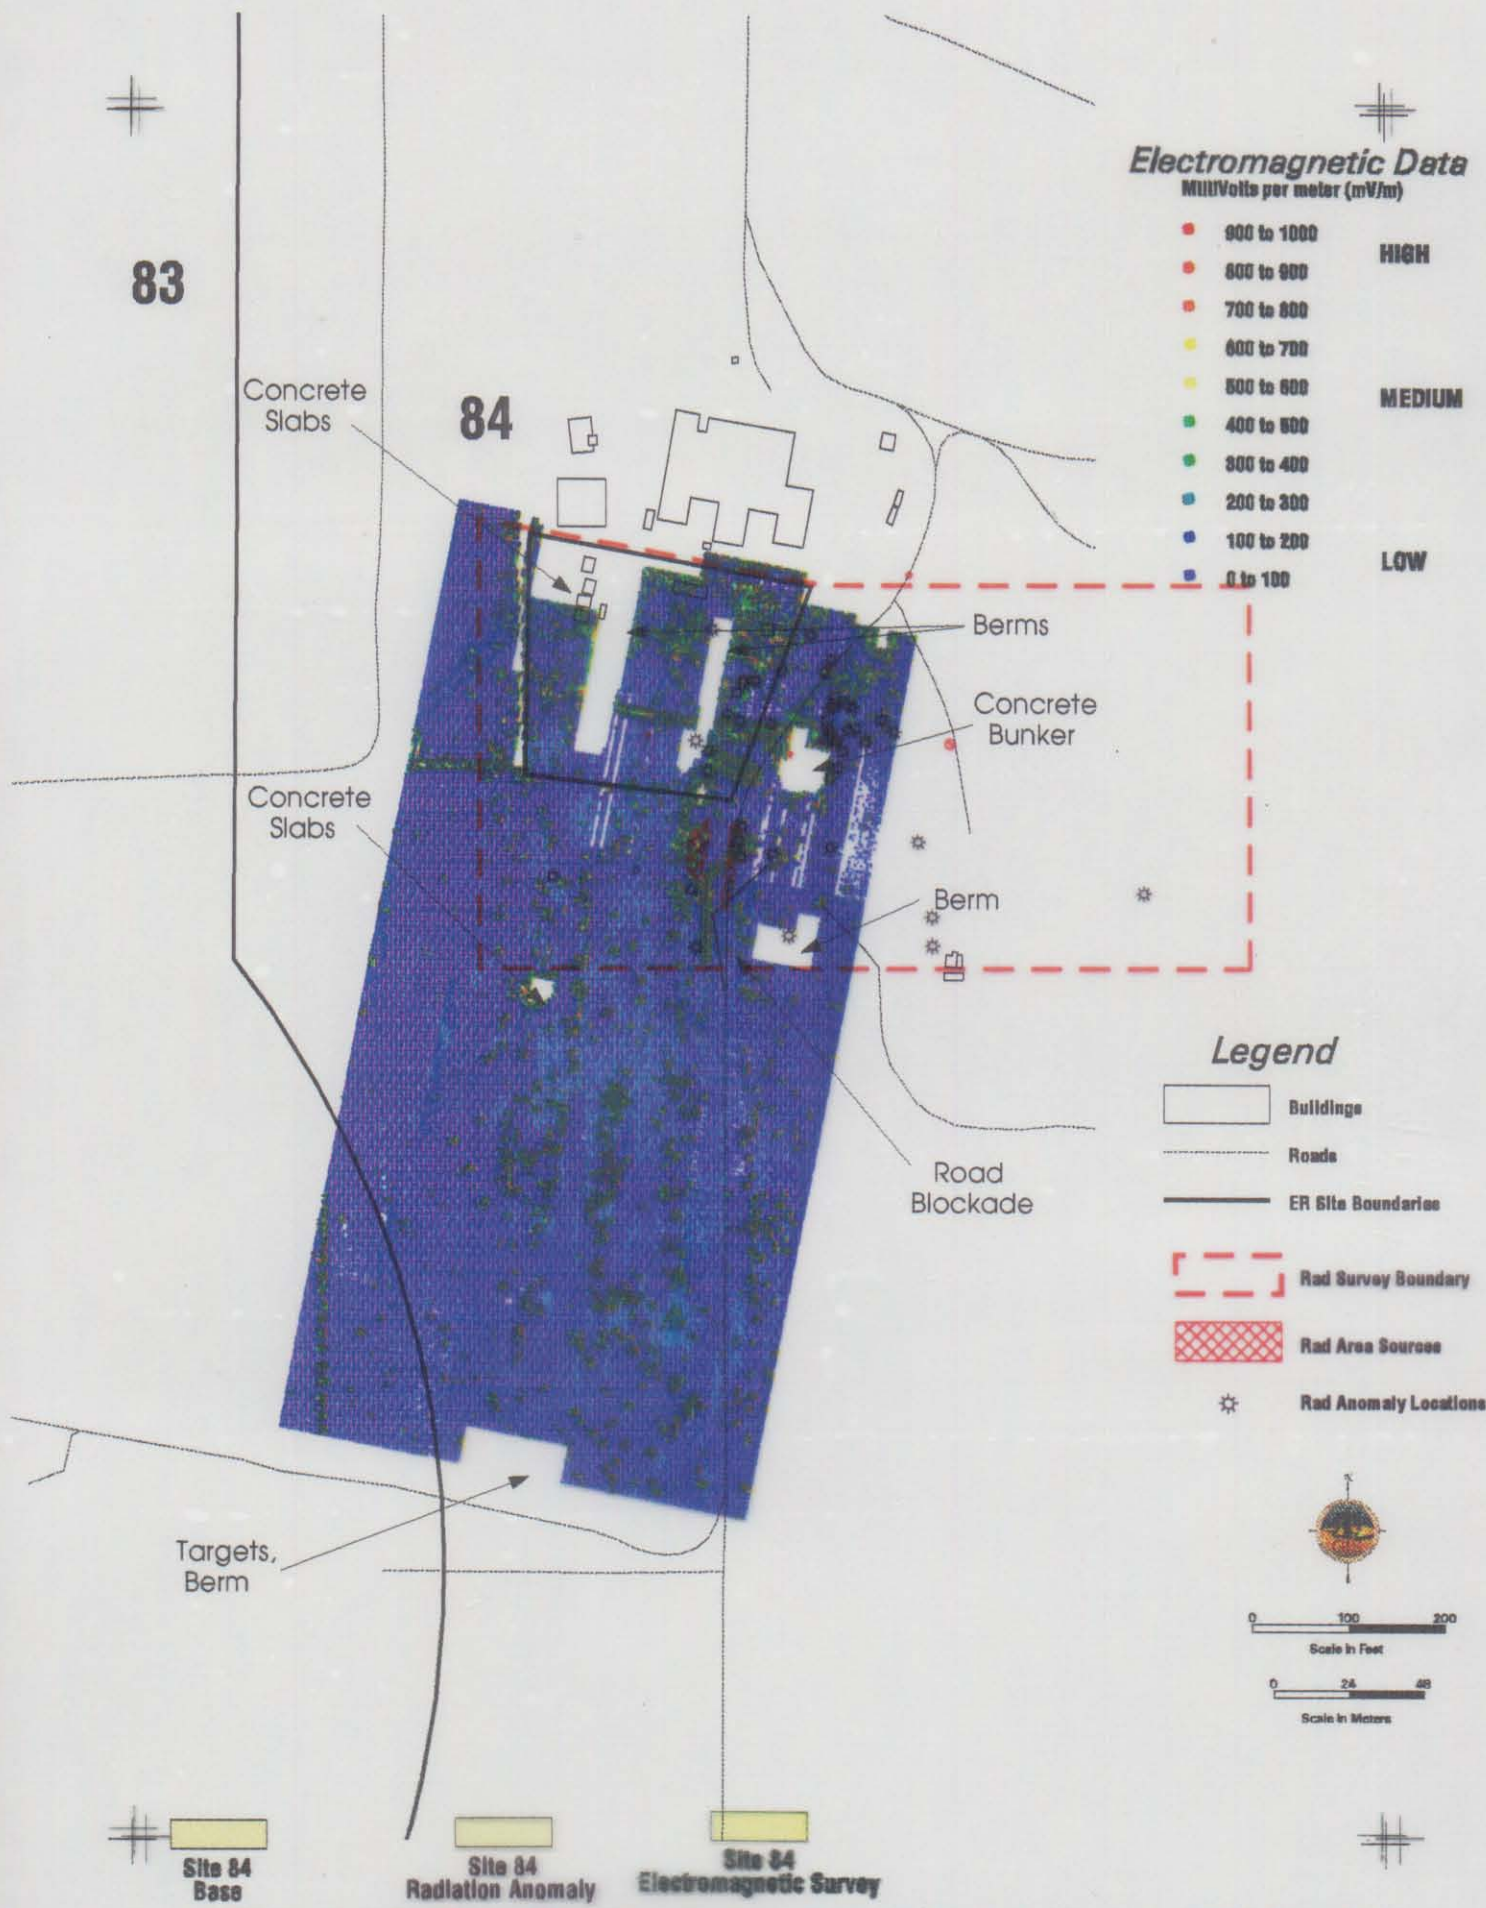 Electromagnetic Data
MilliVolts per meter (mV/m)
900 to 1000
HIGH
800 to 900
700 to 800
600 to 700
500 to 600
MEDIUM
400 to 500
300 to 400
200 to 300
100 to 200
LOW
0 to 100
83
84
Concrete
Slabs
Berms
Concrete
Bunker
Concrete
Slabs
Berm
Road
Blockade
Targets,
Berm
Legend
Buildings
Roads
ER Site Boundaries
Rad Survey Boundary
Rad Area Sources
Rad Anomaly Locations
0 100 200
Scale in Feet
0 24 48
Scale in Meters
Site 84
Base
Site 84
Radiation Anomaly
Site 84
Electromagnetic Survey